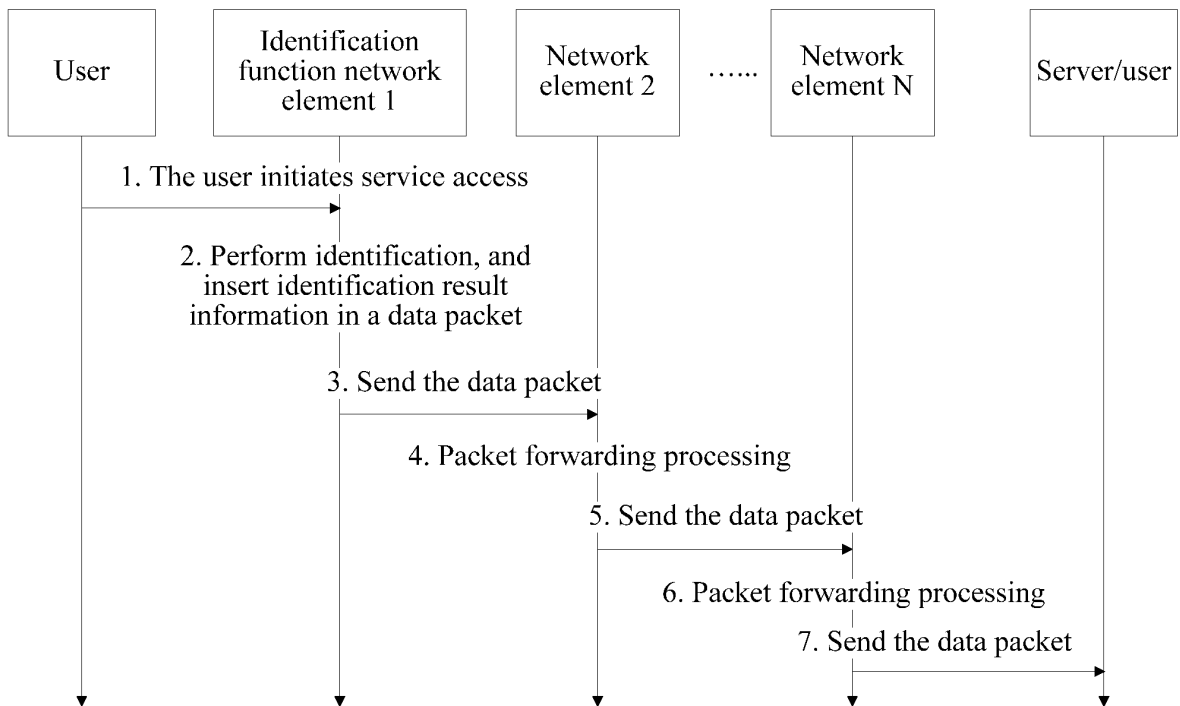 User
Identification
function network
element 1
Network
element 2
…...
Network
element N
Server/user
1. The user initiates service access
2. Perform identification, and
insert identification result
information in a data packet
3. Send the data packet
4. Packet forwarding processing
5. Send the data packet
6. Packet forwarding processing
7. Send the data packet